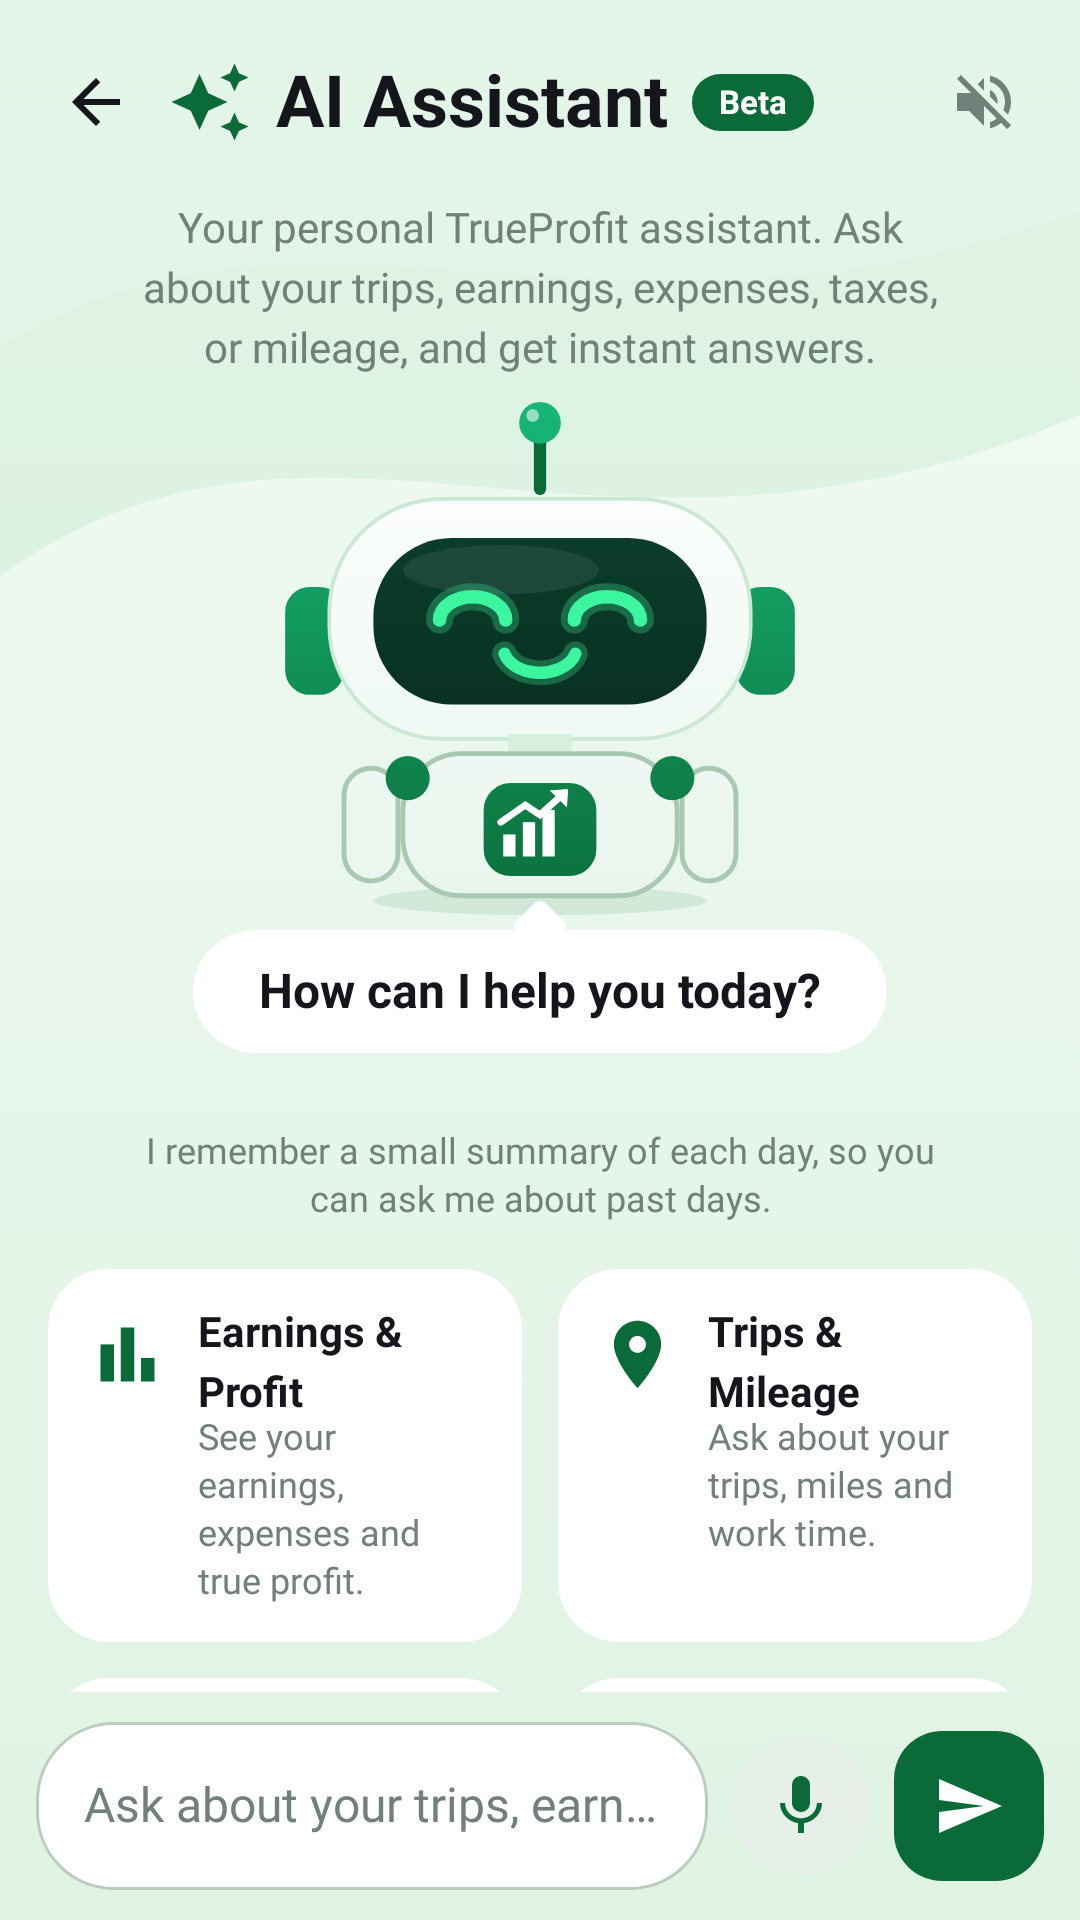 AI Assistant Beta
Your personal TrueProfit assistant. Ask
about your trips, earnings, expenses, taxes,
or mileage, and get instant answers.
How can I help you today?
I remember a small summary of each day, so you
can ask me about past days.
Earnings &
Profit
See your
earnings,
expenses and
true profit.
Trips &
Mileage
Ask about your
trips, miles and
work time.
Ask about your trips, earn...